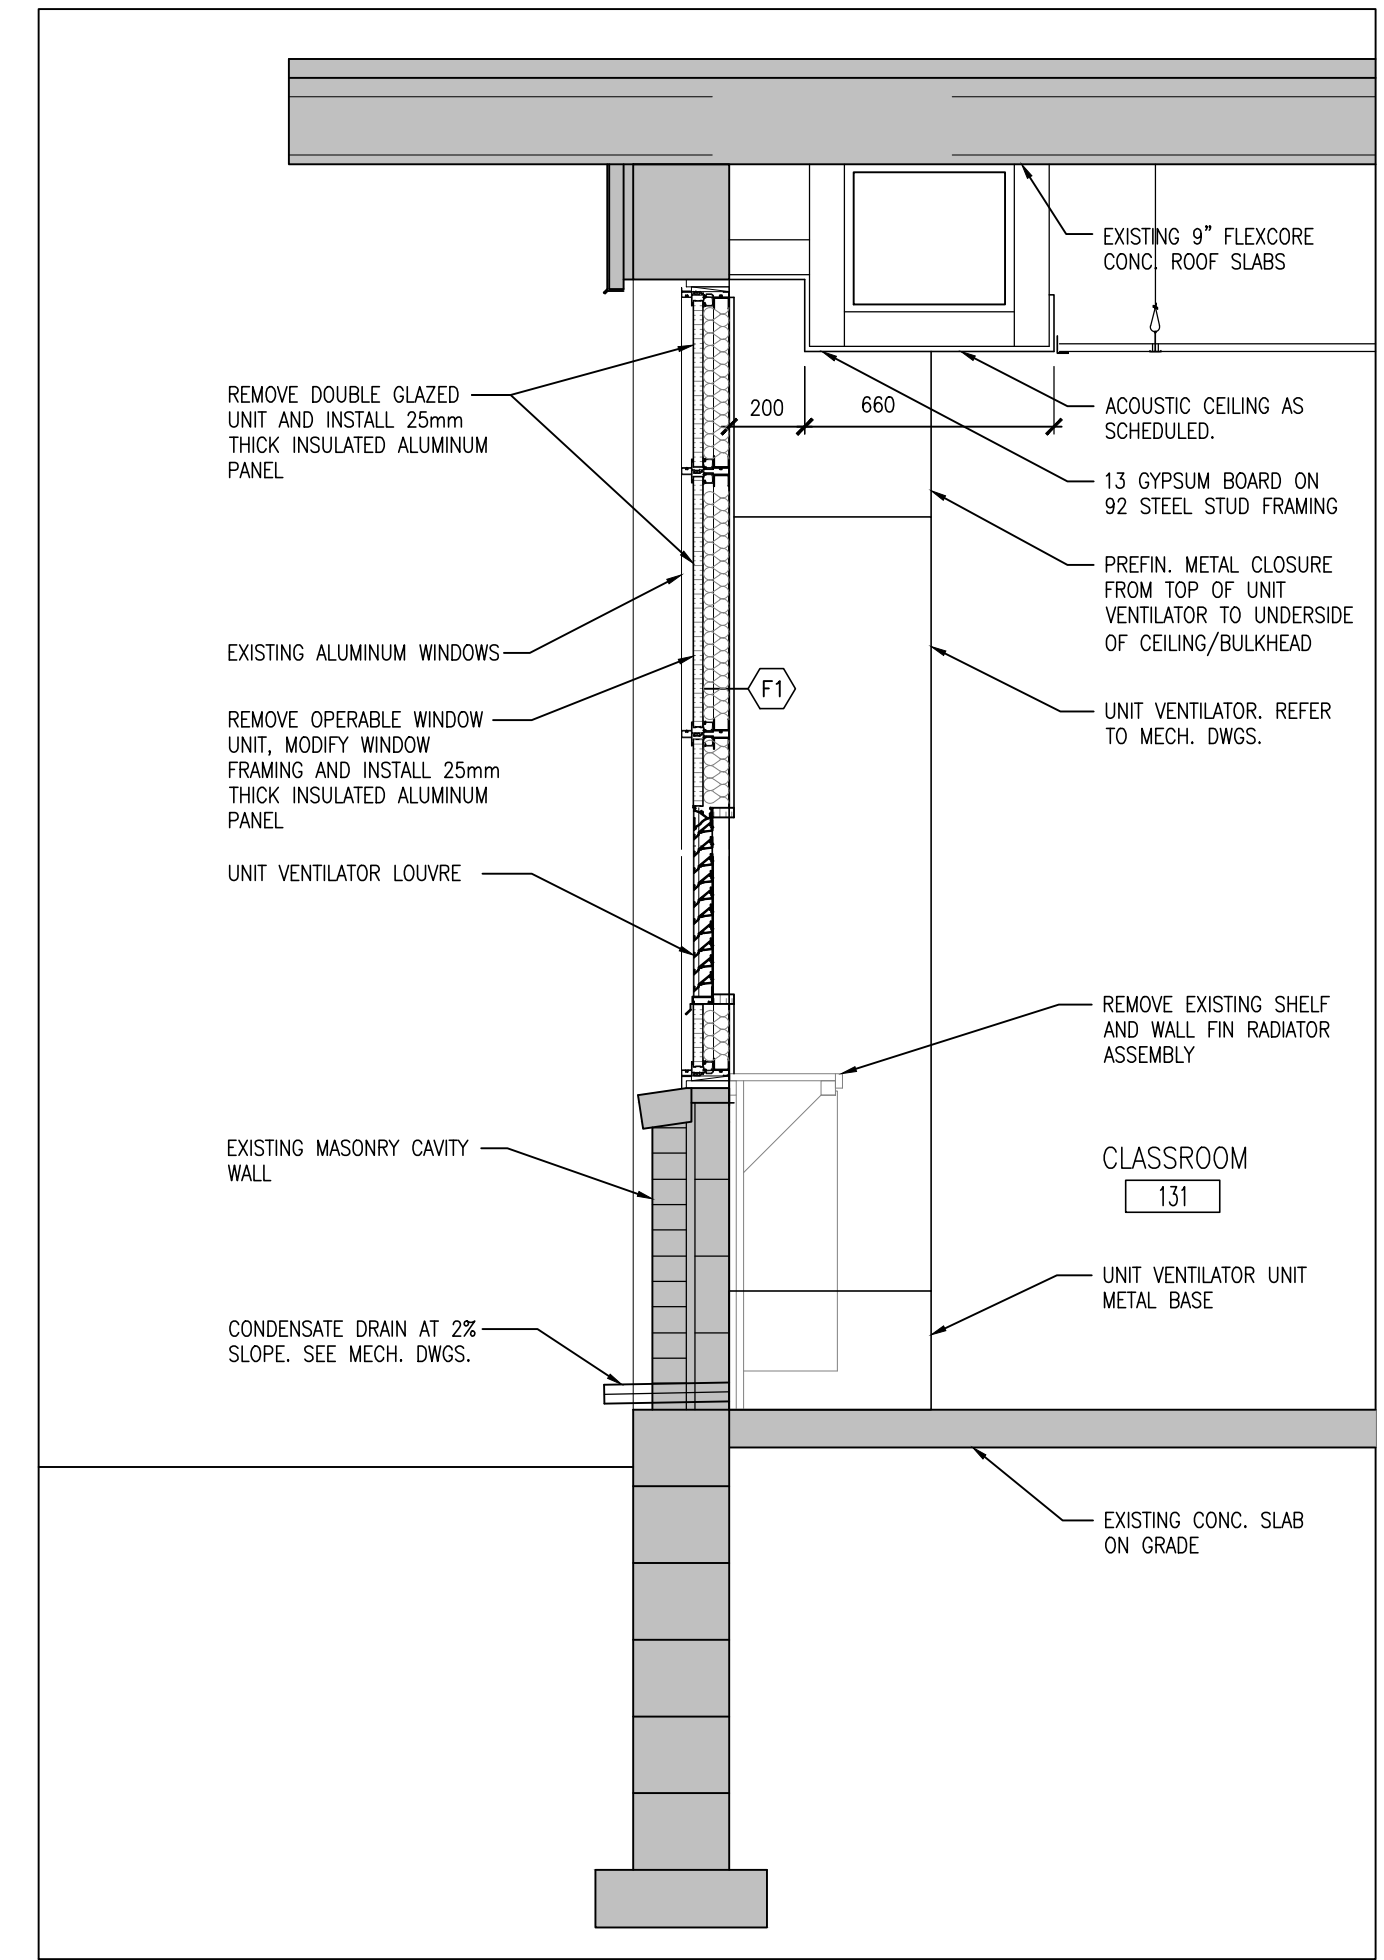 EXISTING 9” FLEXCORE
CONC. ROOF SLABS
REMOVE DOUBLE GLAZED
UNIT AND INSTALL 25mm
THICK INSULATED ALUMINUM
PANEL
200
660
ACOUSTIC CEILING AS
SCHEDULED.
13 GYPSUM BOARD ON
92 STEEL STUD FRAMING
PREFIN. METAL CLOSURE
FROM TOP OF UNIT
VENTILATOR TO UNDERSIDE
OF CEILING/BULKHEAD
EXISTING ALUMINUM WINDOWS
F1
REMOVE OPERABLE WINDOW
UNIT, MODIFY WINDOW
FRAMING AND INSTALL 25mm
THICK INSULATED ALUMINUM
PANEL
UNIT VENTILATOR. REFER
TO MECH. DWGS.
UNIT VENTILATOR LOUVRE
REMOVE EXISTING SHELF
AND WALL FIN RADIATOR
ASSEMBLY
EXISTING MASONRY CAVITY
WALL
CLASSROOM
131
UNIT VENTILATOR UNIT
METAL BASE
CONDENSATE DRAIN AT 2%
SLOPE. SEE MECH. DWGS.
EXISTING CONC. SLAB
ON GRADE